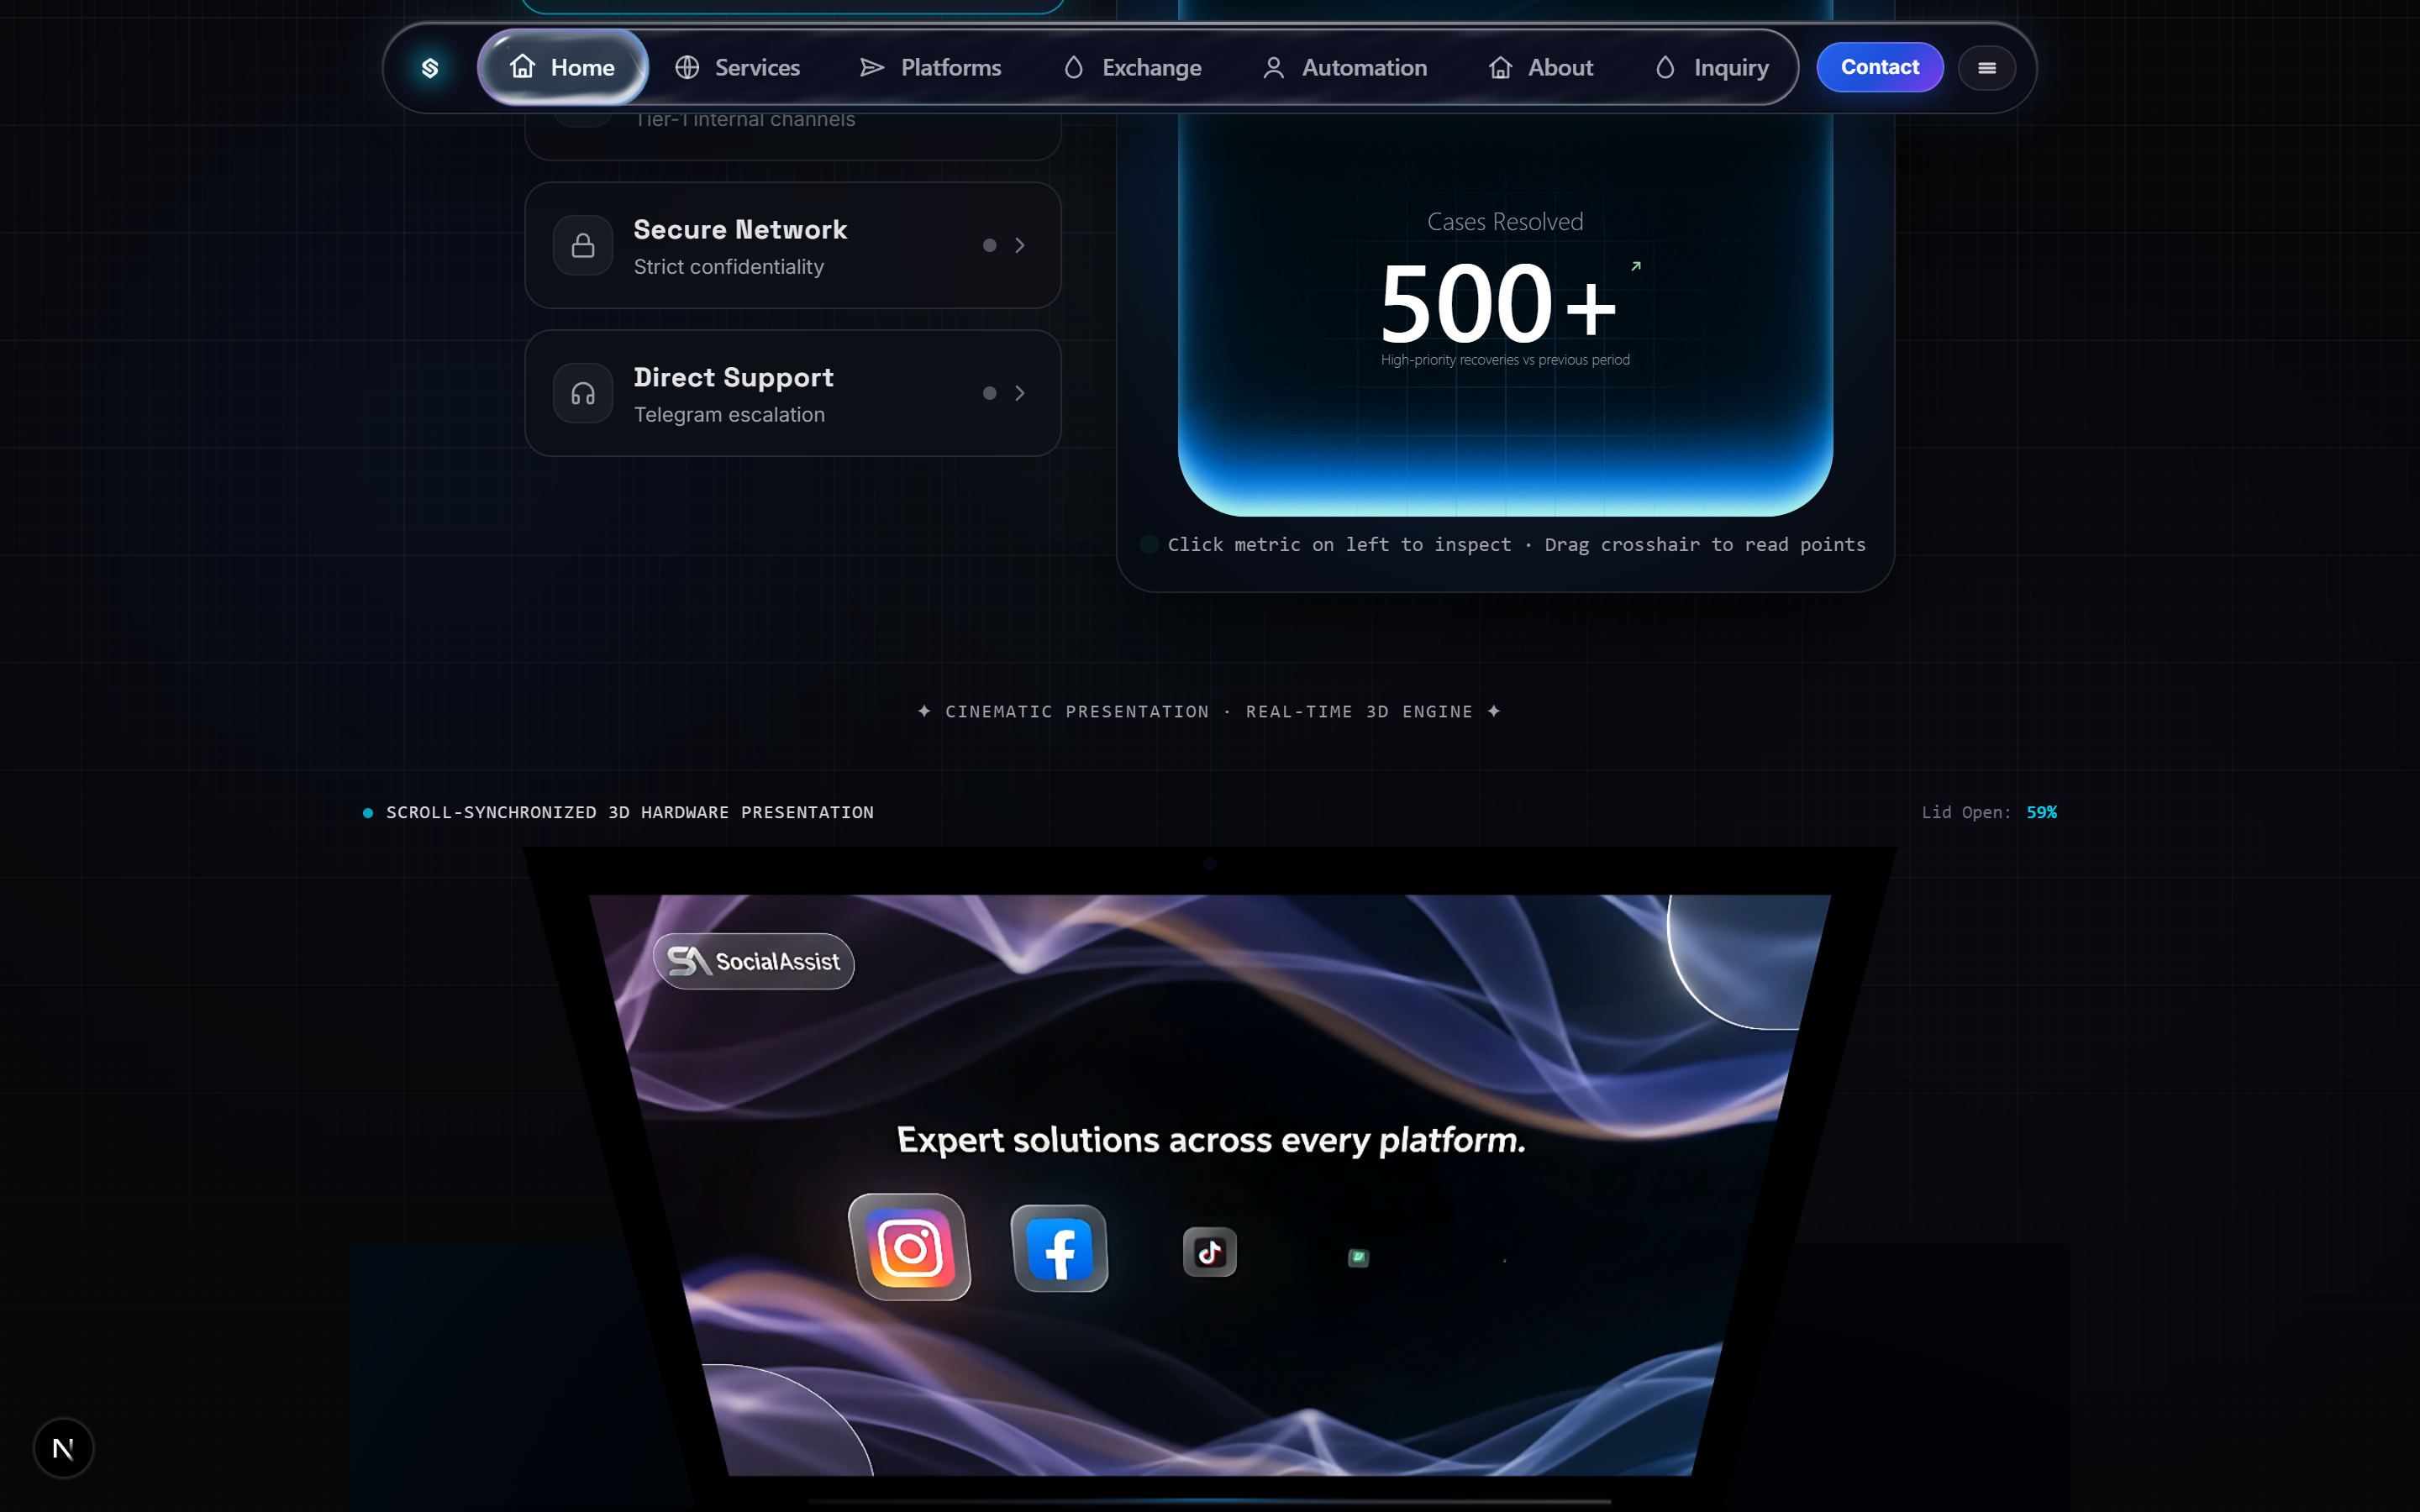 Home
Services
Platforms
Exchange
Automation
About
Inquiry
Contact
Tier-1 internal channels
Secure Network
Strict confidentiality
Direct Support
Telegram escalation
Cases Resolved
500+
High-priority recoveries vs previous period
Click metric on left to inspect · Drag crosshair to read points
✦ CINEMATIC PRESENTATION · REAL-TIME 3D ENGINE ✦
SCROLL-SYNCHRONIZED 3D HARDWARE PRESENTATION
Lid Open: 59%
SA SocialAssist
Expert solutions across every platform.
N